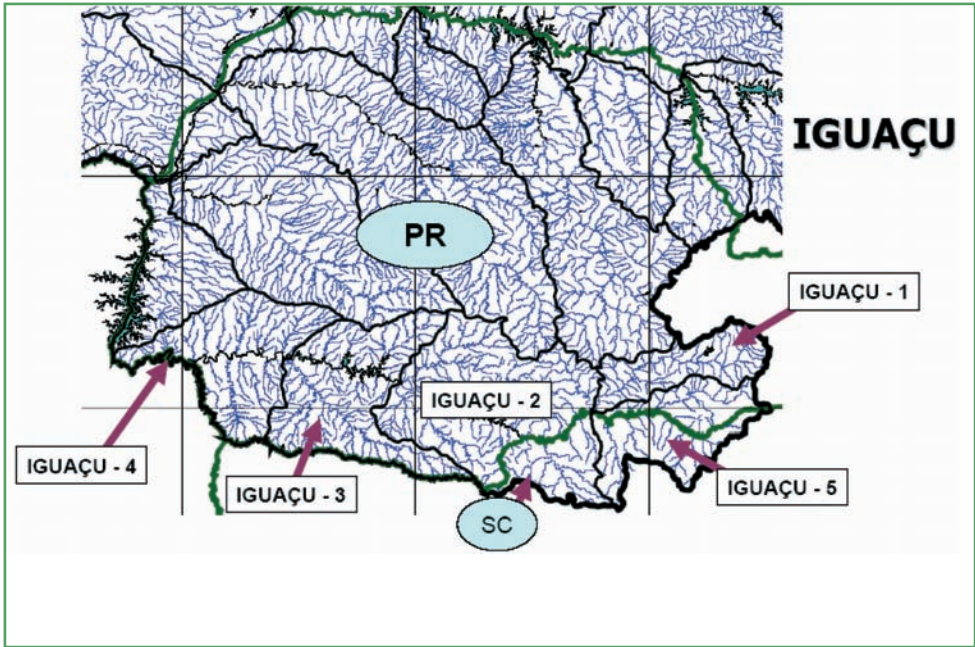 IGUAÇU
PR
IGUAÇU - 1
IGUAÇU - 2
IGUAÇU - 4
IGUAÇU - 3
IGUAÇU - 5
SC